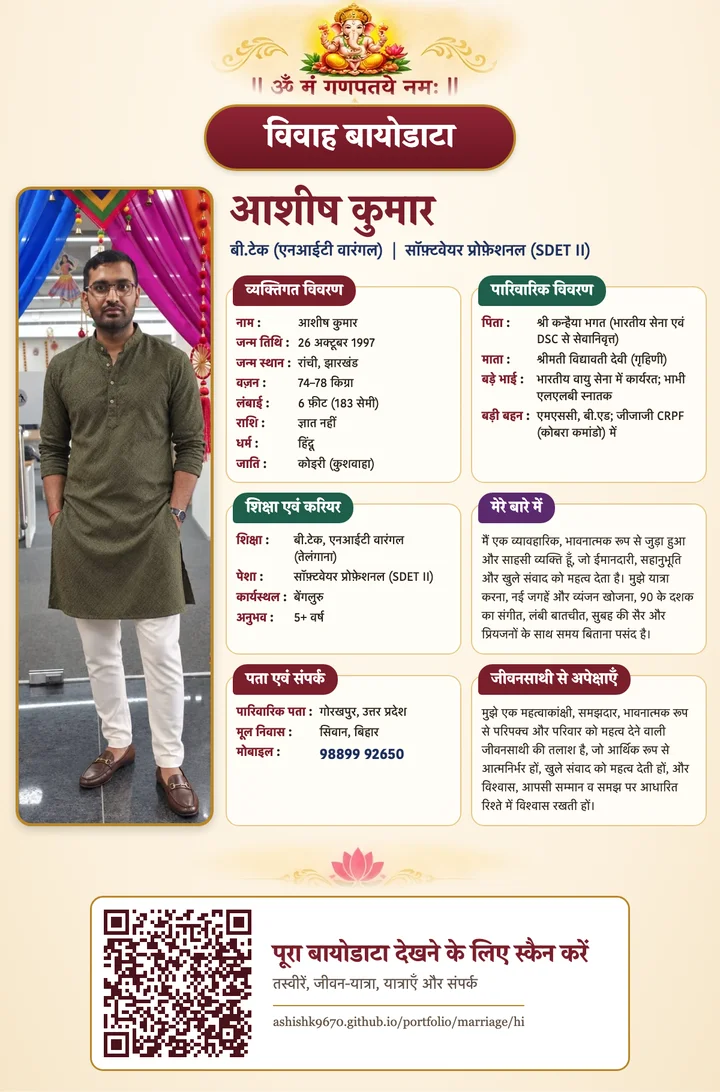 ॥ ॐ मं गणपतये नमः ॥
विवाह बायोडाटा
आशीष कुमार
बी.टेक (एनआईटी वारंगल) | सॉफ़्टवेयर प्रोफ़ेशनल (SDET II)
व्यक्तिगत विवरण
नाम : आशीष कुमार
जन्म तिथि : 26 अक्टूबर 1997
जन्म स्थान : रांची, झारखंड
वज़न : 74–78 किग्रा
लंबाई : 6 फ़ीट (183 सेमी)
राशि : ज्ञात नहीं
धर्म : हिंदू
जाति : कोइरी (कुशवाहा)
पारिवारिक विवरण
पिता : श्री कन्हैया भगत (भारतीय सेना एवं
DSC से सेवानिवृत्त)
माता : श्रीमती विद्यावती देवी (गृहिणी)
बड़े भाई : भारतीय वायु सेना में कार्यरत; भाभी
एलएलबी स्नातक
बड़ी बहन : एमएससी, बी.एड; जीजाजी CRPF
(कोबरा कमांडो) में
शिक्षा एवं करियर
शिक्षा : बी.टेक, एनआईटी वारंगल
(तेलंगाना)
पेशा : सॉफ़्टवेयर प्रोफ़ेशनल (SDET II)
कार्यस्थल : बेंगलुरु
अनुभव : 5+ वर्ष
मेरे बारे में
मैं एक व्यावहारिक, भावनात्मक रूप से जुड़ा हुआ
और साहसी व्यक्ति हूँ, जो ईमानदारी, सहानुभूति
और खुले संवाद को महत्व देता है। मुझे यात्रा
करना, नई जगहें और व्यंजन खोजना, 90 के दशक
का संगीत, लंबी बातचीत, सुबह की सैर और
प्रियजनों के साथ समय बिताना पसंद है।
पता एवं संपर्क
पारिवारिक पता : गोरखपुर, उत्तर प्रदेश
मूल निवास : सिवान, बिहार
मोबाइल : 98899 92650
जीवनसाथी से अपेक्षाएँ
मुझे एक महत्वाकांक्षी, समझदार, भावनात्मक रूप
से परिपक्व और परिवार को महत्व देने वाली
जीवनसाथी की तलाश है, जो आर्थिक रूप से
आत्मनिर्भर हों, खुले संवाद को महत्व देती हों, और
विश्वास, आपसी सम्मान व समझ पर आधारित
रिश्ते में विश्वास रखती हों।
पूरा बायोडाटा देखने के लिए स्कैन करें
तस्वीरें, जीवन-यात्रा, यात्राएँ और संपर्क
ashishk9670.github.io/portfolio/marriage/hi